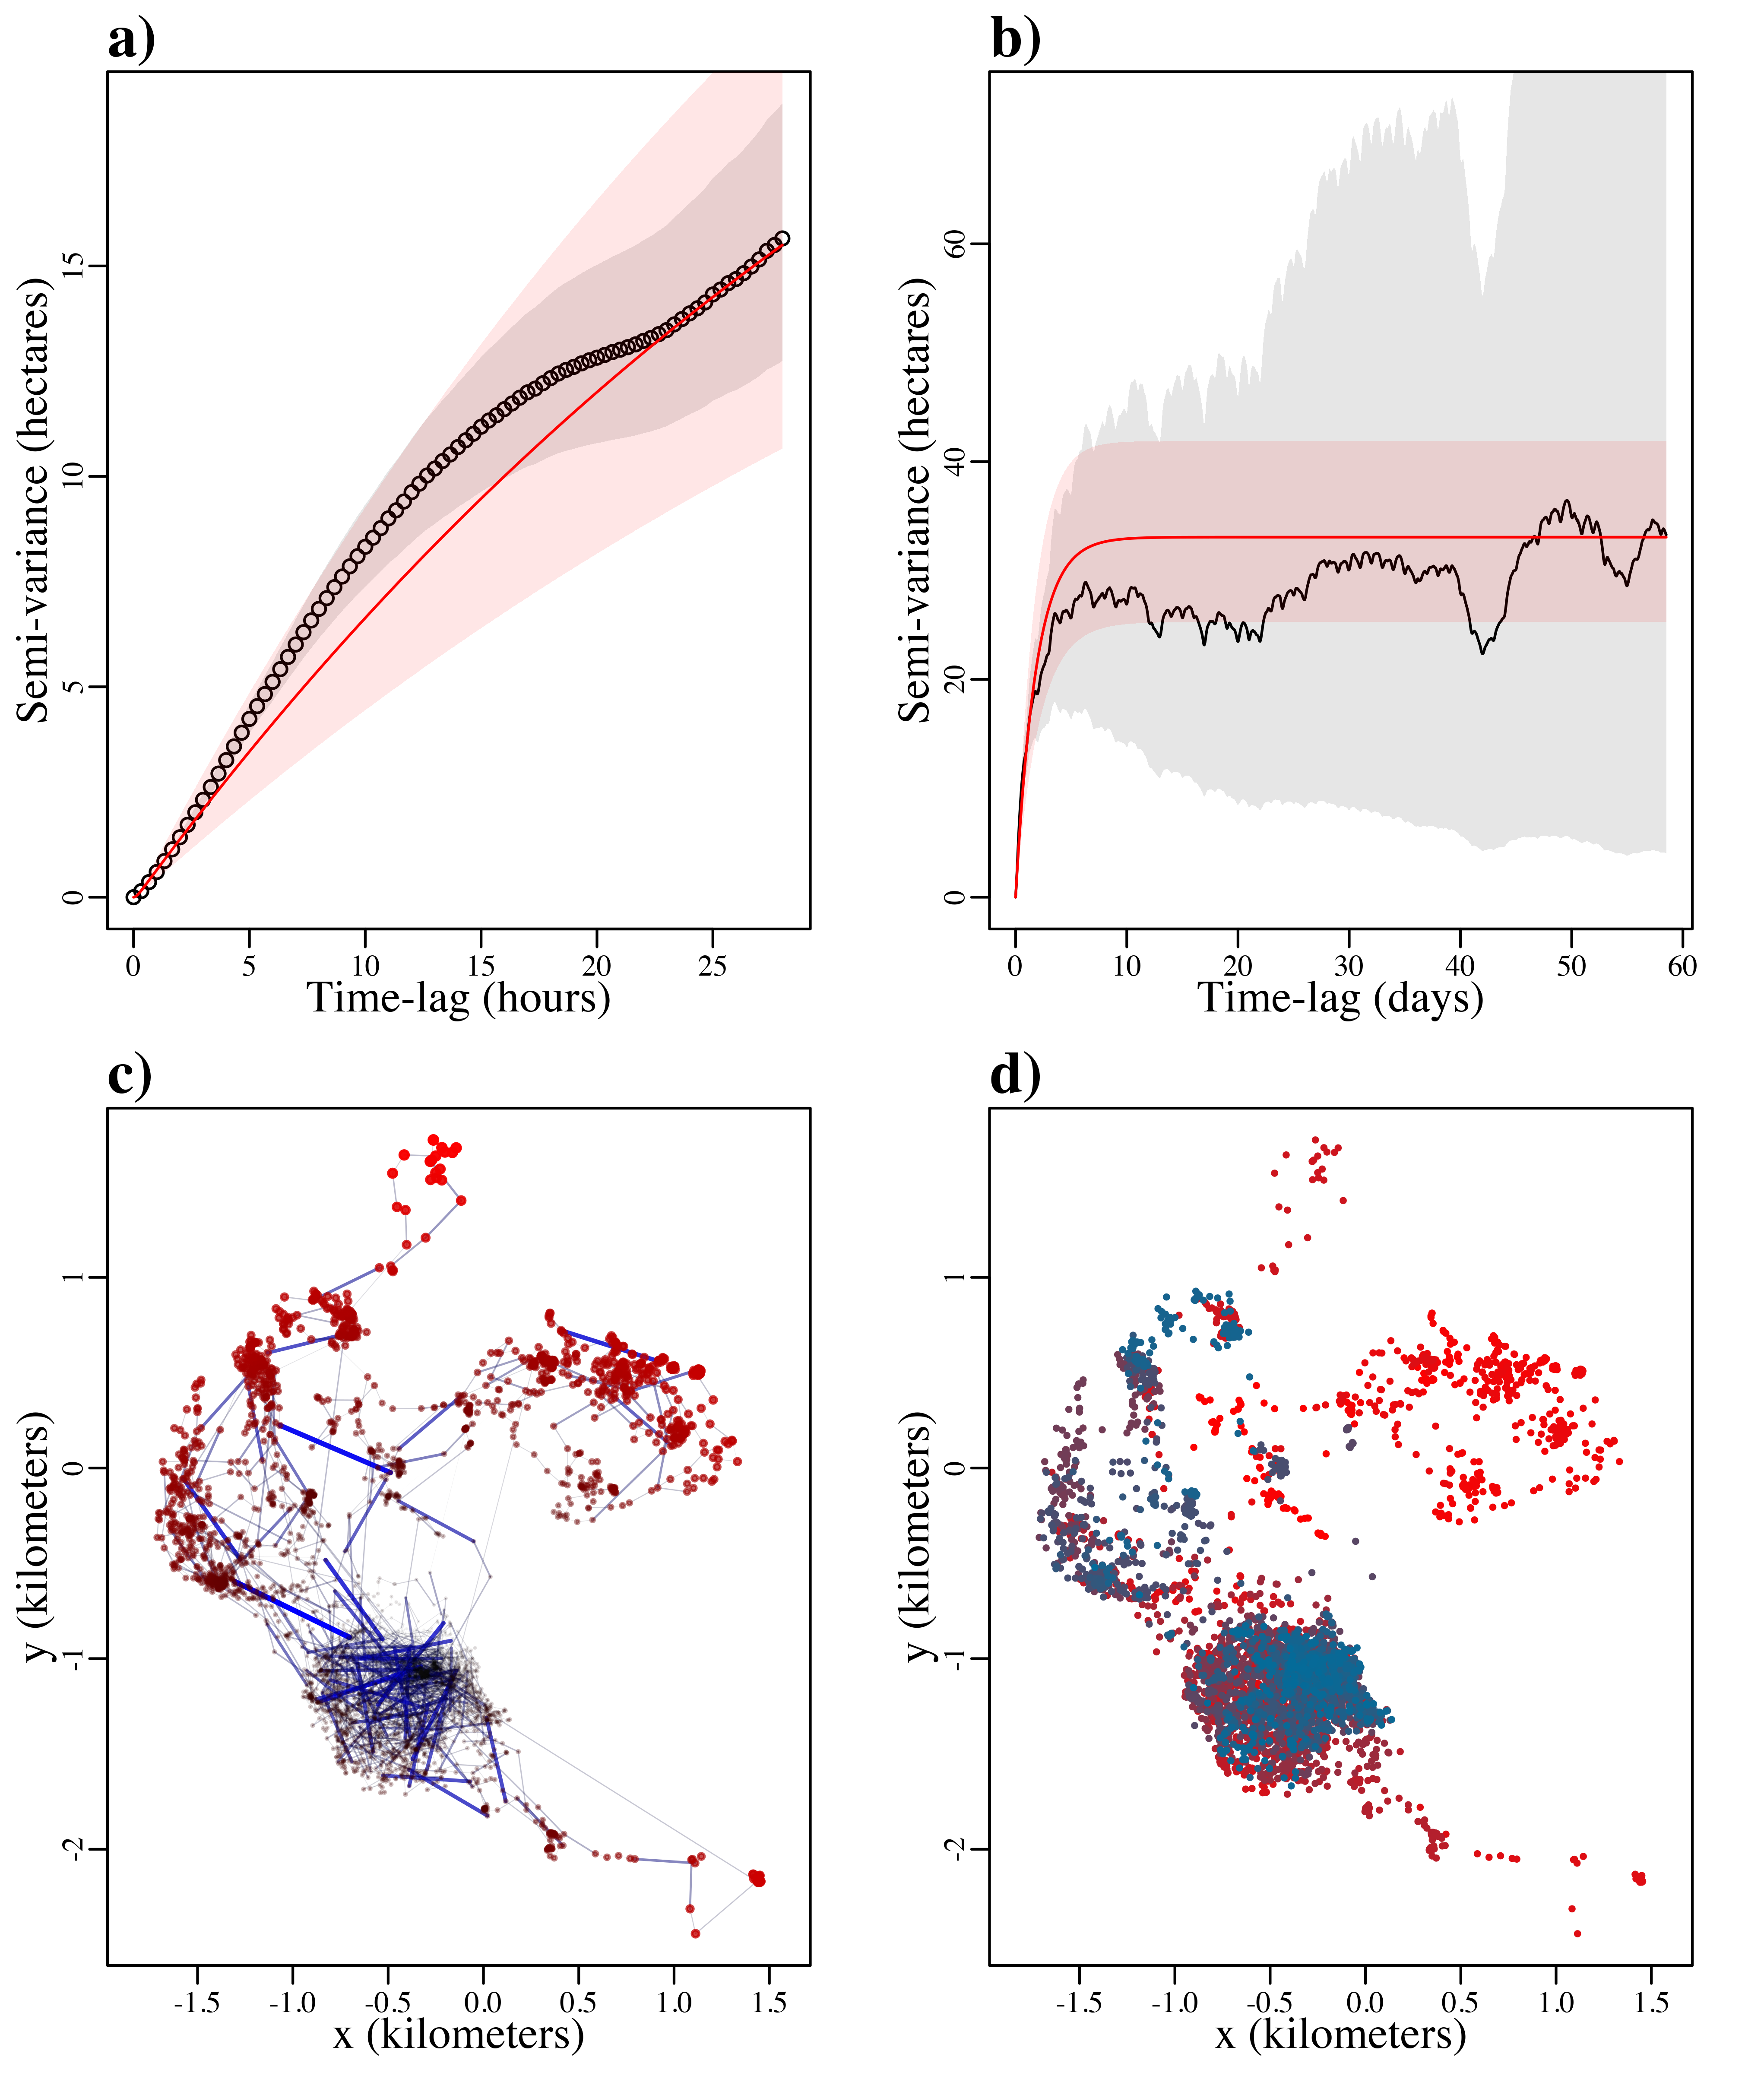 a)
Semi-variance (hectares)
15
10
5
0
0 5 10 15 20 25
Time-lag (hours)
b)
Semi-variance (hectares)
60
40
20
0
0 10 20 30 40 50 60
Time-lag (days)
c)
y (kilometers)
1
0
-1
-2
-1.5 -1.0 -0.5 0.0 0.5 1.0 1.5
x (kilometers)
d)
y (kilometers)
1
0
-1
-2
-1.5 -1.0 -0.5 0.0 0.5 1.0 1.5
x (kilometers)